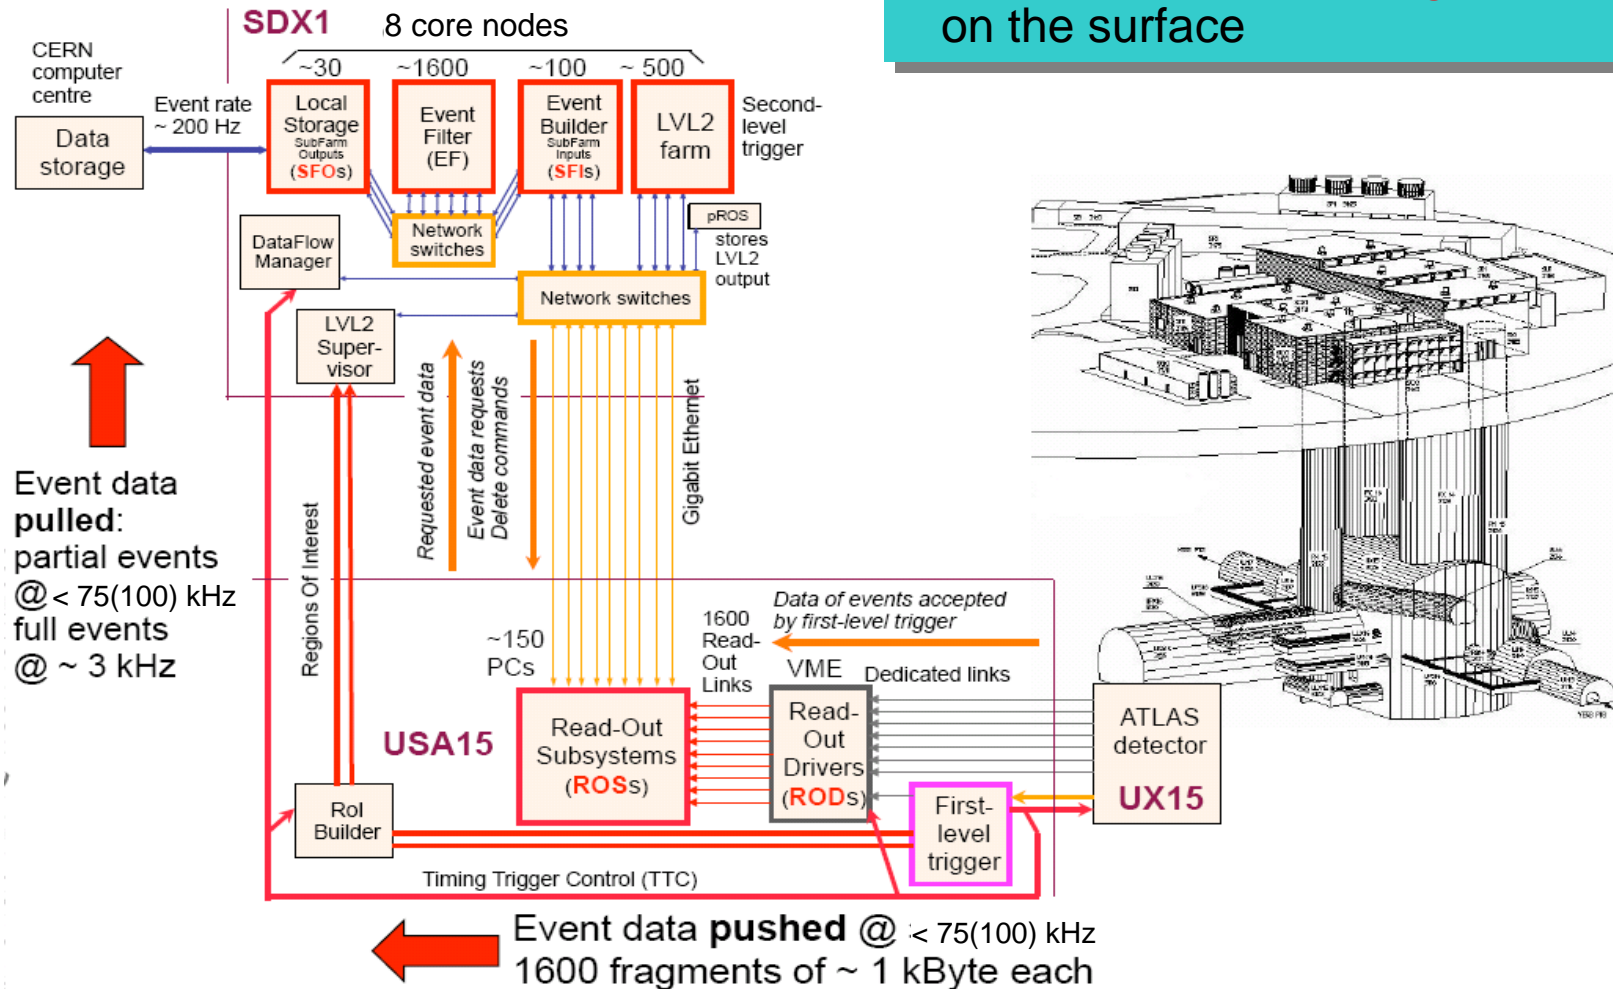 on the surface
SDX1
8 core nodes
~30
~1600
~100
~ 500
CERN
computer
centre
Data
storage
Event rate
~ 200 Hz
Local
Storage
SubFarm
Outputs
(SFOs)
Event
Filter
(EF)
Event
Builder
SubFarm
Inputs
(SFIs)
LVL2
farm
Second-
level
trigger
Network
switches
pROS
stores
LVL2
output
DataFlow
Manager
Network switches
LVL2
Super-
visor
Requested event data
Event data requests
Delete commands
Gigabit Ethernet
Regions Of Interest
Event data
pulled:
partial events
@ < 75(100) kHz
full events
@ ~ 3 kHz
~150
PCs
1600
Read-
Out
Links
Data of events accepted
by first-level trigger
VME
Dedicated links
USA15
Read-Out
Subsystems
(ROSs)
Read-
Out
Drivers
(RODs)
ATLAS
detector
UX15
First-
level
trigger
RoI
Builder
Timing Trigger Control (TTC)
Event data pushed @ < 75(100) kHz
1600 fragments of ~ 1 kByte each